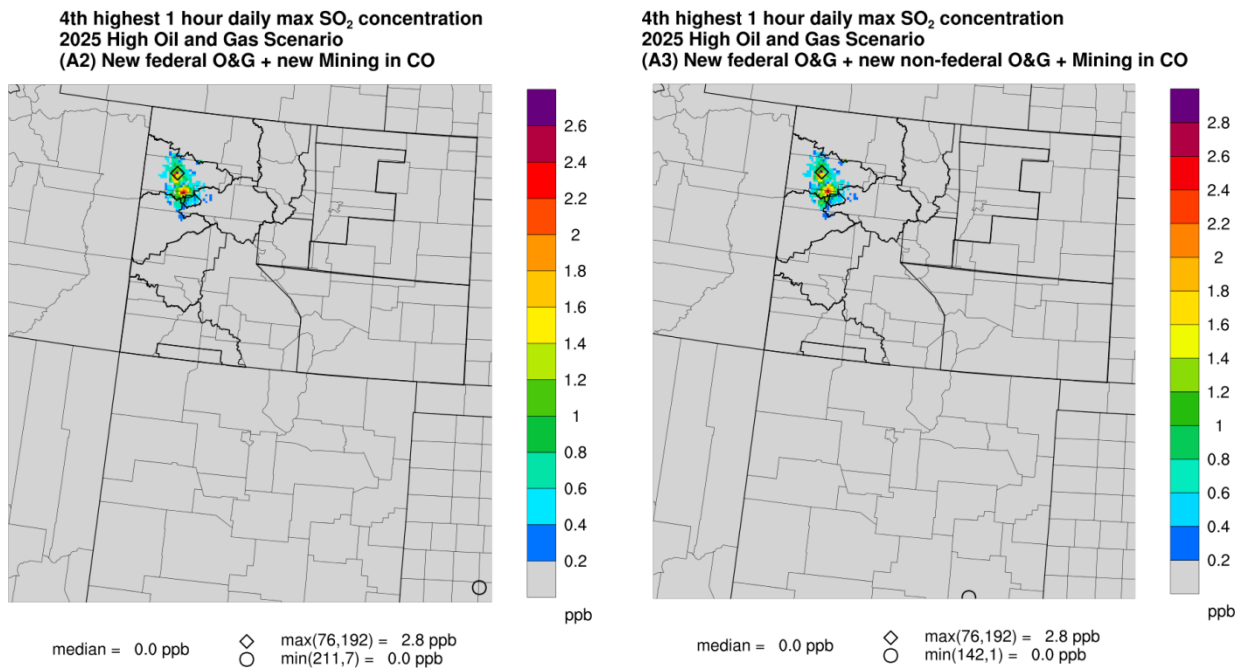 4th highest 1 hour daily max SO₂ concentration
2025 High Oil and Gas Scenario
(A2) New federal O&G + new Mining in CO
2.6
2.4
2.2
2
1.8
1.6
1.4
1.2
1
0.8
0.6
0.4
0.2
ppb
median = 0.0 ppb
max(76,192) = 2.8 ppb
min(211,7) = 0.0 ppb
4th highest 1 hour daily max SO₂ concentration
2025 High Oil and Gas Scenario
(A3) New federal O&G + new non-federal O&G + Mining in CO
2.8
2.6
2.4
2.2
2
1.8
1.6
1.4
1.2
1
0.8
0.6
0.4
0.2
ppb
median = 0.0 ppb
max(76,192) = 2.8 ppb
min(142,1) = 0.0 ppb